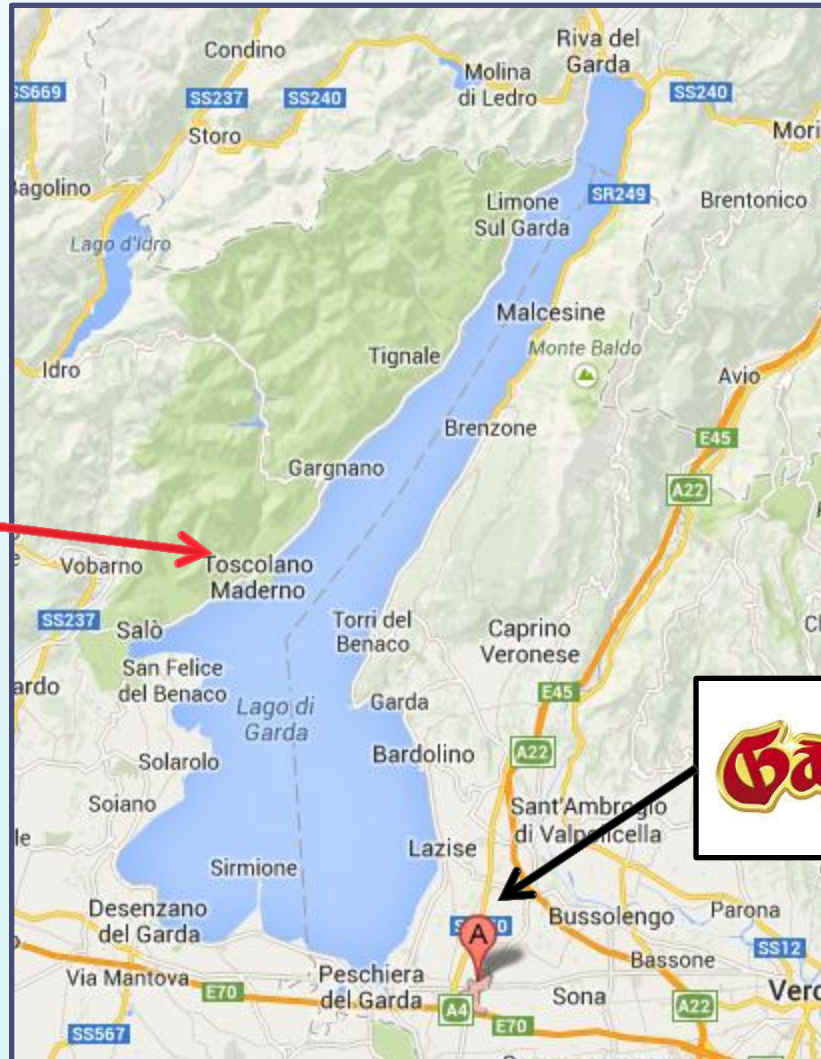 Condino
Riva del
Garda
Molina
di Ledro
SS669
SS237
SS240
SS240
Storo
Mori
Bagolino
Limone
Sul Garda
SR249
Brentonico
Lago d'Idro
Malcesine
Monte Baldo
Tignale
Idro
Avio
Brenzone
E45
Gargnano
A22
Vobarno
Toscolano
Maderno
SS237
Salò
Torri del
Benaco
Caprino
Veronese
San Felice
del Benaco
E45
Lago di
Garda
Garda
A22
Bardolino
Solarolo
Soiano
Sant'Ambrogio
di Valpolicella
Lazise
Sirmione
Desenzano
del Garda
A
Bussolengo
Parona
SS12
Bassone
Via Mantova
E70
Peschiera
del Garda
A4
Sona
A22
E70
SS567